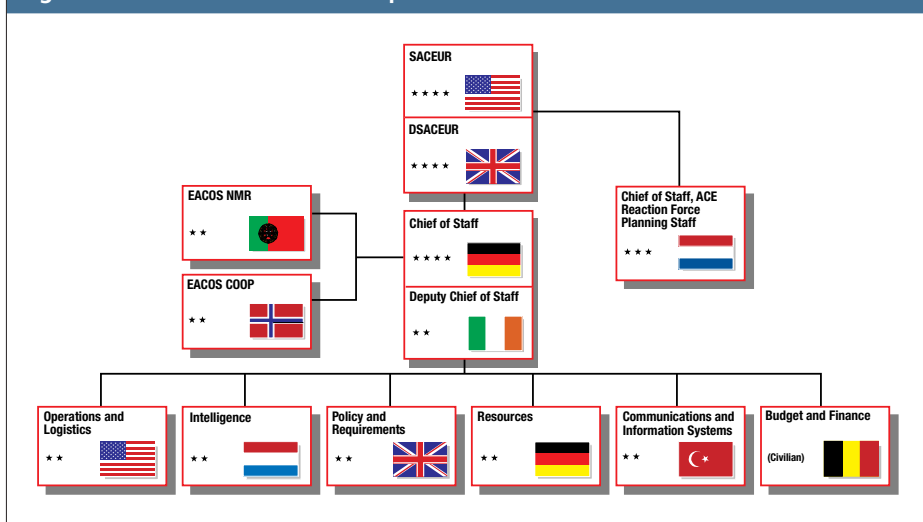 SACEUR
★ ★ ★ ★
DSACEUR
★ ★ ★ ★
EACOS NMR
★ ★
EACOS COOP
★ ★
Chief of Staff
★ ★ ★ ★
Deputy Chief of Staff
★ ★
Chief of Staff, ACE
Reaction Force
Planning Staff
★ ★ ★
Operations and
Logistics
★ ★
Intelligence
★ ★
Policy and
Requirements
★ ★
Resources
★ ★
Communications and
Information Systems
★ ★
Budget and Finance
(Civilian)